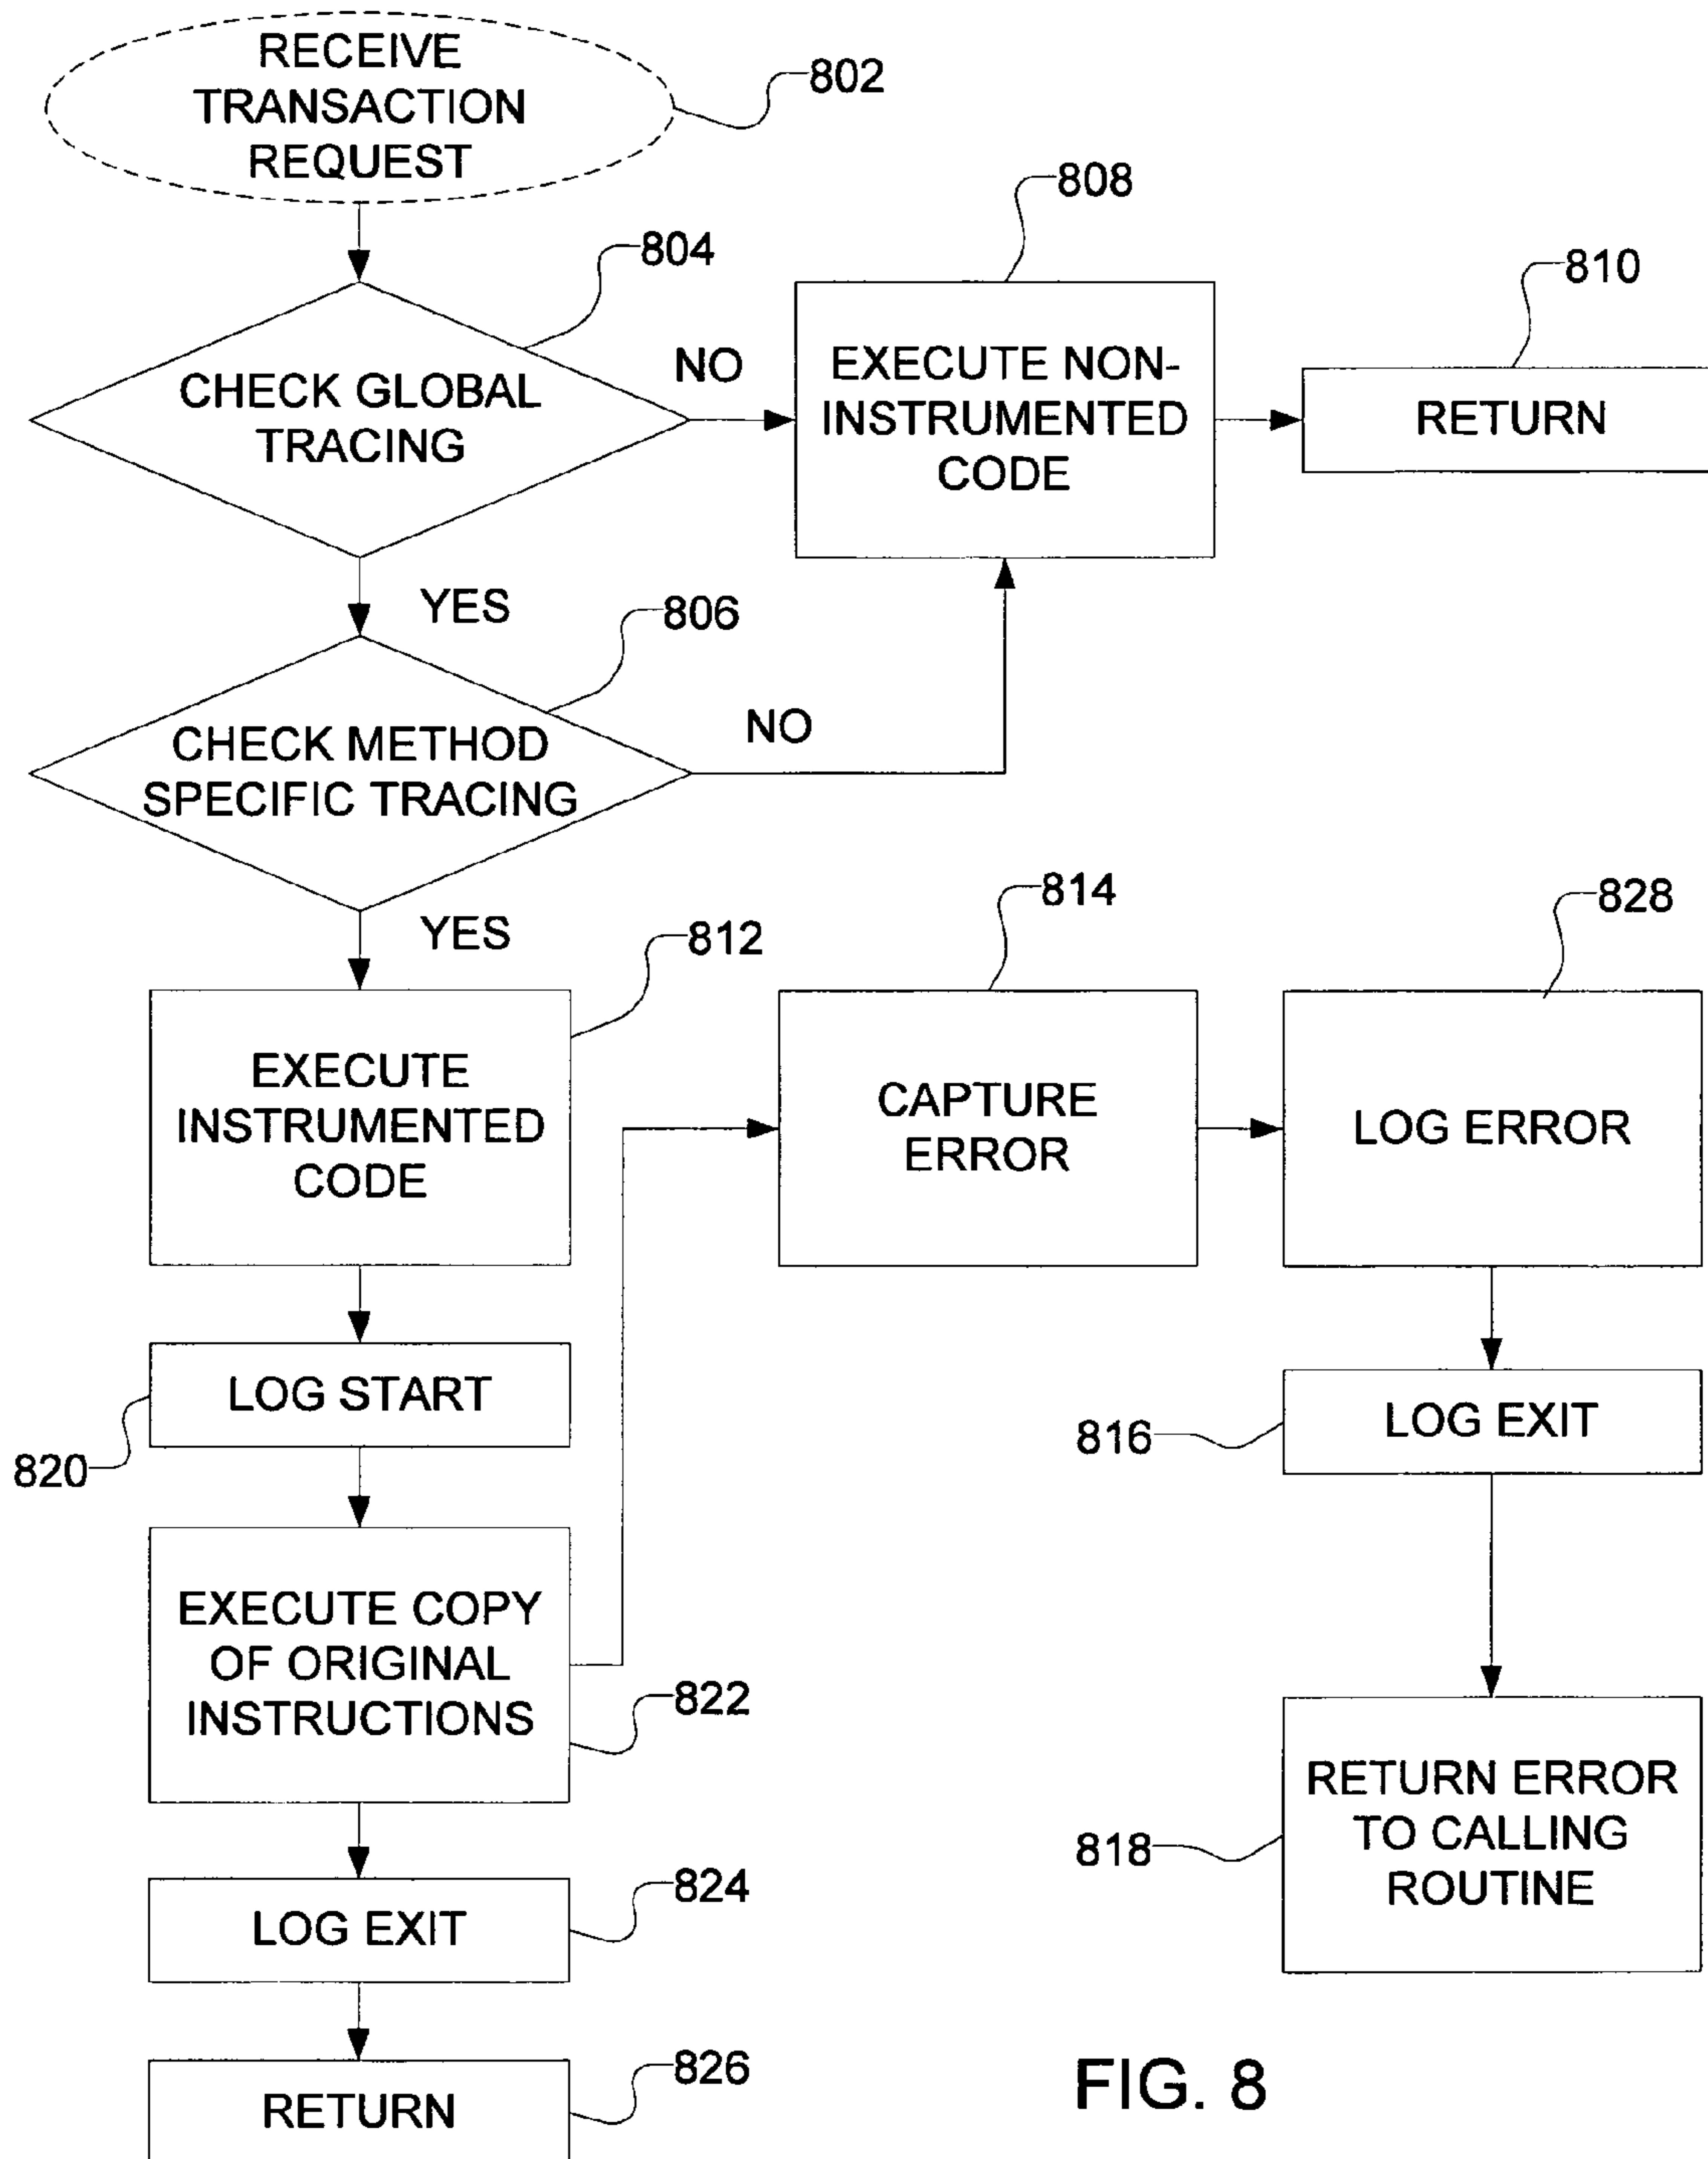 RECEIVE
TRANSACTION
REQUEST
802
804
CHECK GLOBAL
TRACING
NO
808
EXECUTE NON-
INSTRUMENTED
CODE
810
RETURN
YES
806
CHECK METHOD
SPECIFIC TRACING
NO
YES
812
EXECUTE
INSTRUMENTED
CODE
814
CAPTURE
ERROR
828
LOG ERROR
LOG START
820
816
LOG EXIT
EXECUTE COPY
OF ORIGINAL
INSTRUCTIONS
822
818
RETURN ERROR
TO CALLING
ROUTINE
LOG EXIT
824
RETURN
826
FIG. 8